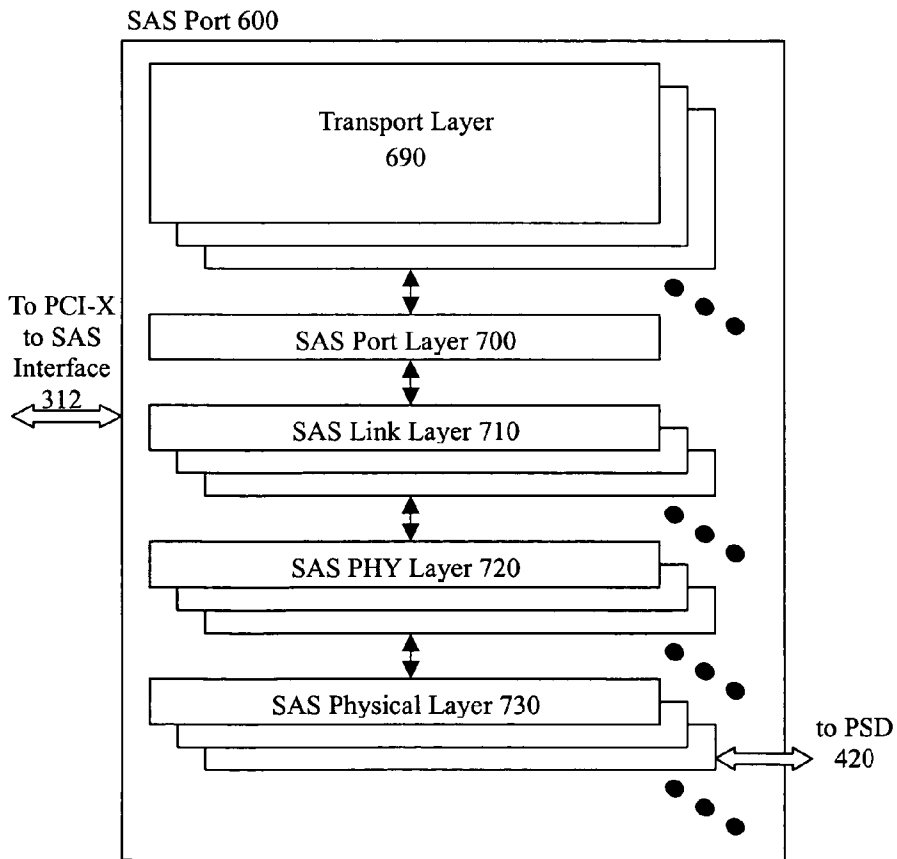 SAS Port 600
Transport Layer
690
To PCI-X
to SAS
Interface
312
SAS Port Layer 700
SAS Link Layer 710
SAS PHY Layer 720
SAS Physical Layer 730
to PSD
420